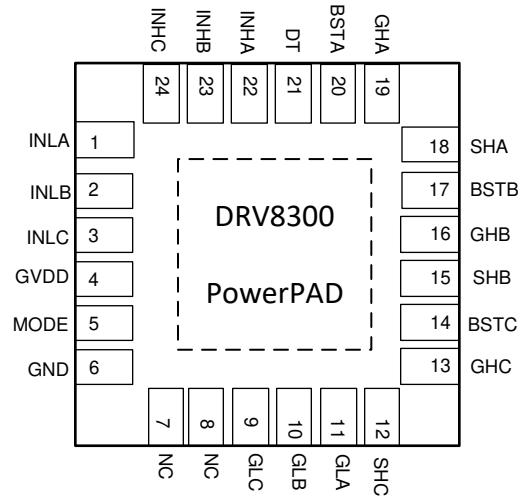 INHC INHB INHA DT BSTA GHA
24 23 22 21 20 19
INLA 1 18 SHA
INLB 2 17 BSTB
INLC 3 16 GHB
GVDD 4 15 SHB
MODE 5 14 BSTC
GND 6 13 GHC
DRV8300
PowerPAD
7 8 9 10 11 12
NC NC GLC GLB GLA SHC